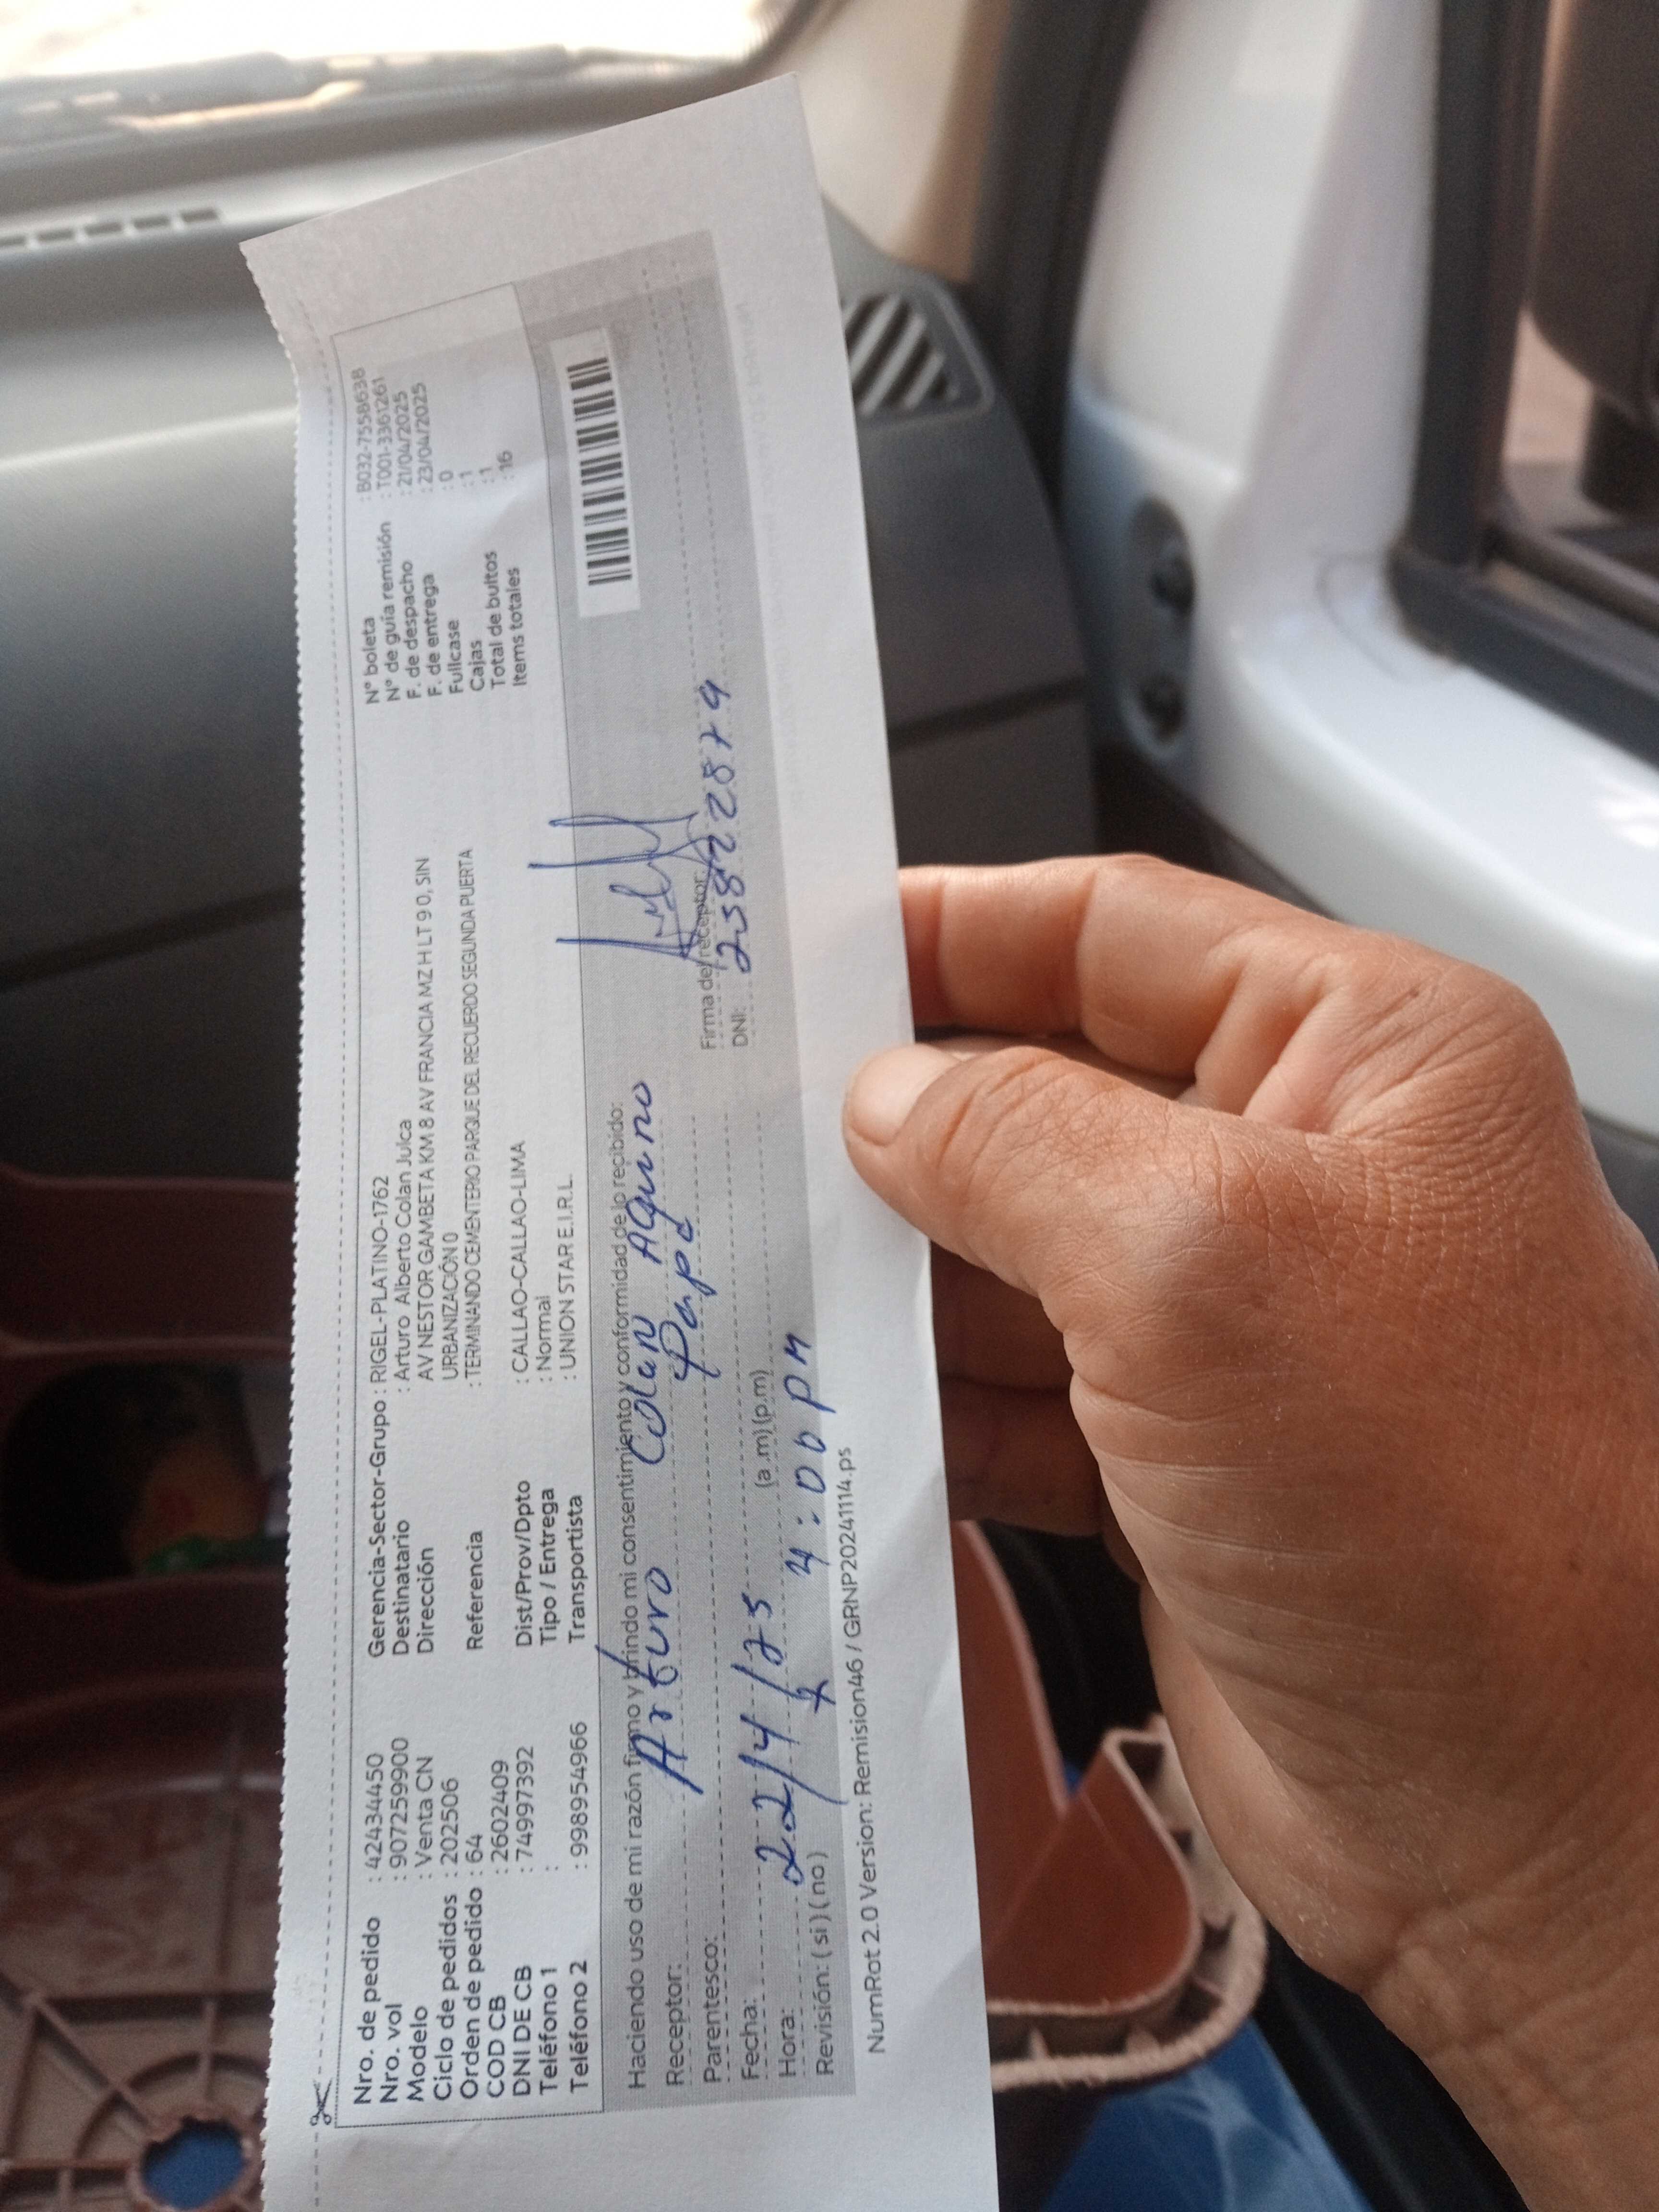 Nro. de pedido : 42434450
Nro. vol : 907259900
Modelo : Venta CN
Ciclo de pedidos : 202506
Orden de pedido : 64
COD CB : 2602409
DNI DE CB : 74997392
Teléfono 1 :
Teléfono 2 : 998954966
Gerencia-Sector-Grupo : RIGEL-PLATINO-1762
Destinatario : Arturo Alberto Colan Julca
Dirección AV NESTOR GAMBETA KM 8 AV FRANCIA MZ H LT 9 0, SIN
URBANIZACIÓN 0
Referencia : TERMINANDO CEMENTERIO PARQUE DEL RECUERDO SEGUNDA PUERTA
Dist/Prov/Dpto : CALLAO-CALLAO-LIMA
Tipo / Entrega : Normal
Transportista : UNION STAR E.I.R.L.
N° boleta : B032-7558638
N° de guía remisión : T001-3361261
F. de despacho : 21/04/2025
F. de entrega : 23/04/2025
Fullcase : 0
Cajas : 1
Total de bultos : 1
Items totales : 16
Haciendo uso de mi razón firmo y brindo mi consentimiento y conformidad de lo recibido:
Receptor: Arturo Colan Aquino
Parentesco: Papa
Fecha: 22/4/25
Hora: (a.m) (p.m) 4:00 pm
Revisión: ( si ) ( no )
Firma del receptor:
DNI: 25822879
NumRot 2.0 Version: Remision46 / GRNP20241114.ps